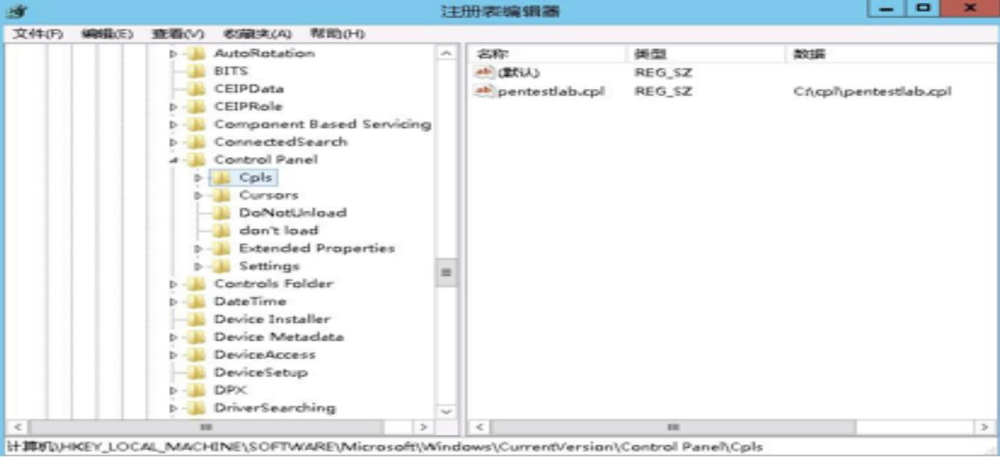 注册表编辑器
文件(F) 编辑(E) 查看(V) 收藏夹(A) 帮助(H)
AutoRotation
BITS
CEIPData
CEIPRole
Component Based Servicing
ConnectedSearch
Control Panel
Cpls
Cursors
DoNotUnload
don't load
Extended Properties
Settings
Controls Folder
DateTime
Device Installer
Device Metadata
DeviceAccess
DeviceSetup
DPX
DriverSearching
名称 类型 数据
ab (默认) REG_SZ
ab pentestlab.cpl REG_SZ C:\cpl\pentestlab.cpl
计算机\HKEY_LOCAL_MACHINE\SOFTWARE\Microsoft\Windows\CurrentVersion\Control Panel\Cpls